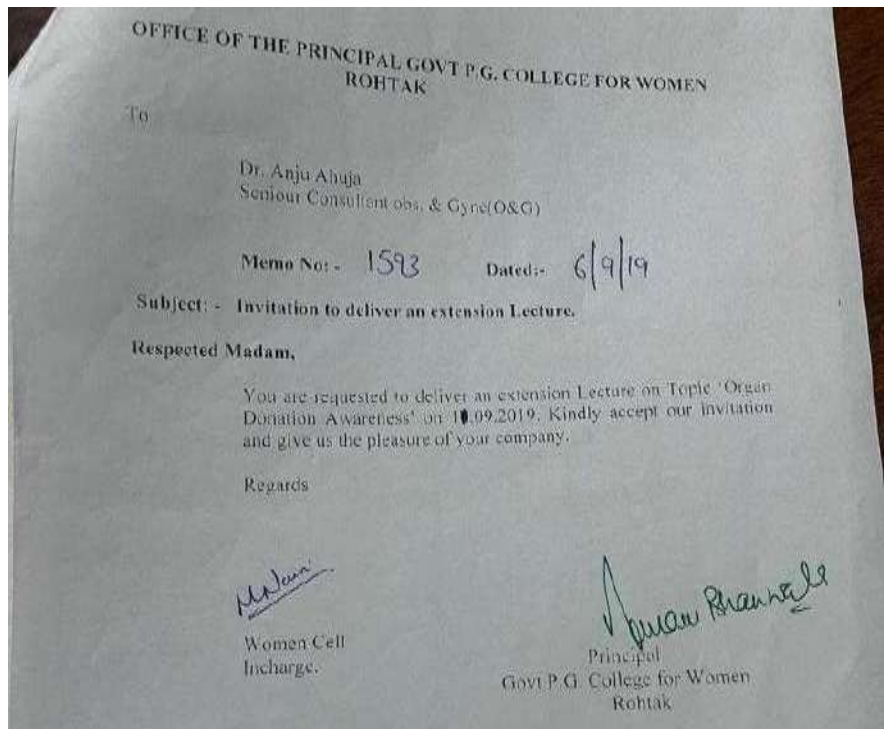 OFFICE OF THE PRINCIPAL GOVT P.G. COLLEGE FOR WOMEN
ROHTAK
To
Dr. Anju Ahuja
Seniour Consultant obs. & Gyne(O&G)
Memo No: - 1593 Dated:- 6/9/19
Subject: - Invitation to deliver an extension Lecture.
Respected Madam,
You are requested to deliver an extension Lecture on Topic 'Organ
Donation Awareness' on .09.2019. Kindly accept our invitation
and give us the pleasure of your company.
Regards
Women Cell
Incharge.
Principal
Govt P.G. College for Women
Rohtak